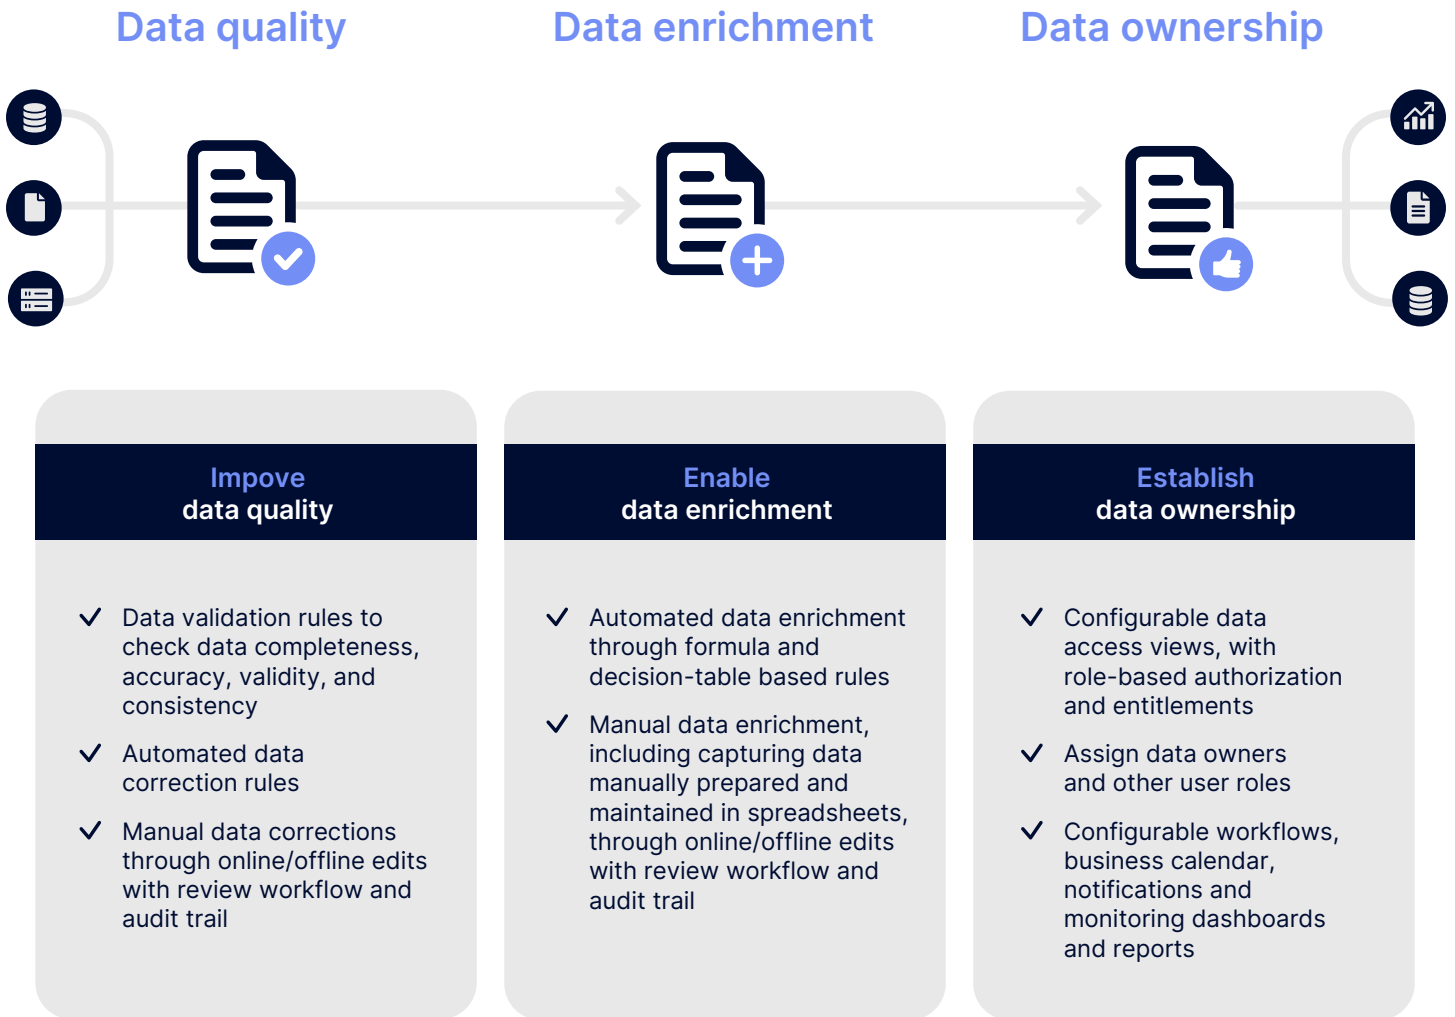 Data quality
Data enrichment
Data ownership
Impove
data quality
Data validation rules to
check data completeness,
accuracy, validity, and
consistency
Automated data
correction rules
Manual data corrections
through online/offline edits
with review workflow and
audit trail
Enable
data enrichment
Automated data enrichment
through formula and
decision-table based rules
Manual data enrichment,
including capturing data
manually prepared and
maintained in spreadsheets,
through online/offline edits
with review workflow and
audit trail
Establish
data ownership
Configurable data
access views, with
role-based authorization
and entitlements
Assign data owners
and other user roles
Configurable workflows,
business calendar,
notifications and
monitoring dashboards
and reports